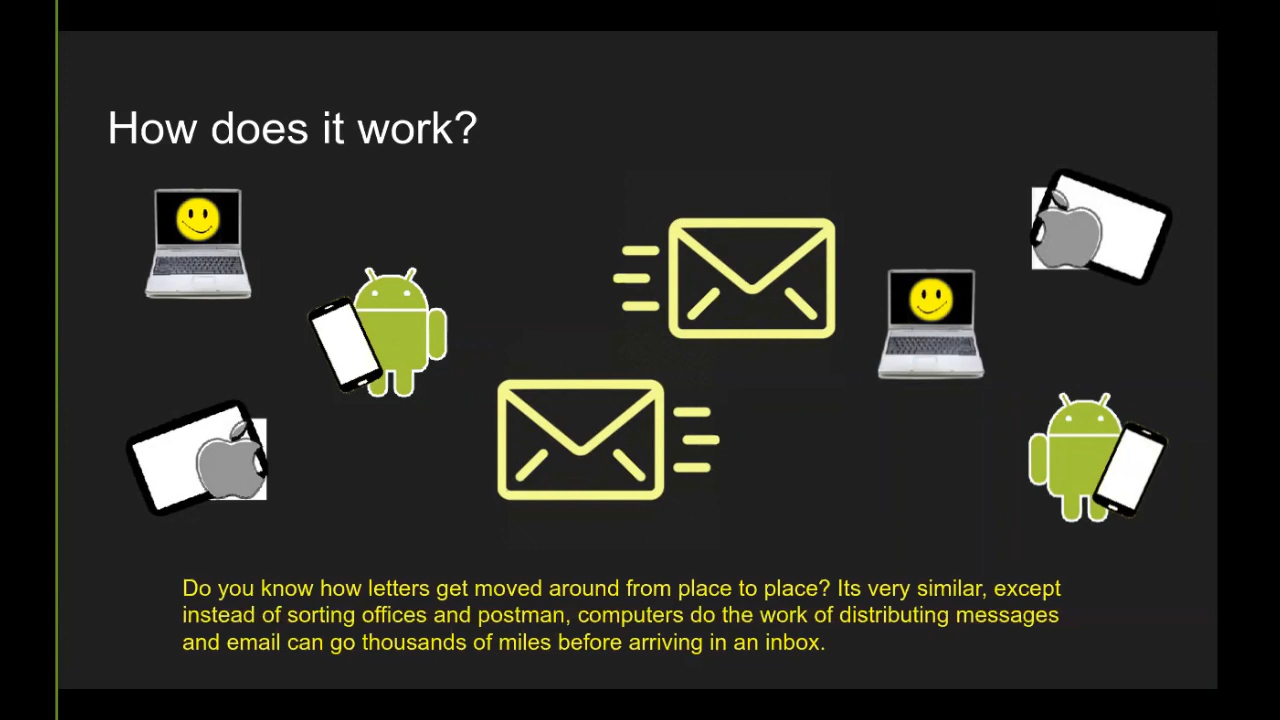 How does it work?
Do you know how letters get moved around from place to place? Its very similar, except
instead of sorting offices and postman, computers do the work of distributing messages
and email can go thousands of miles before arriving in an inbox.